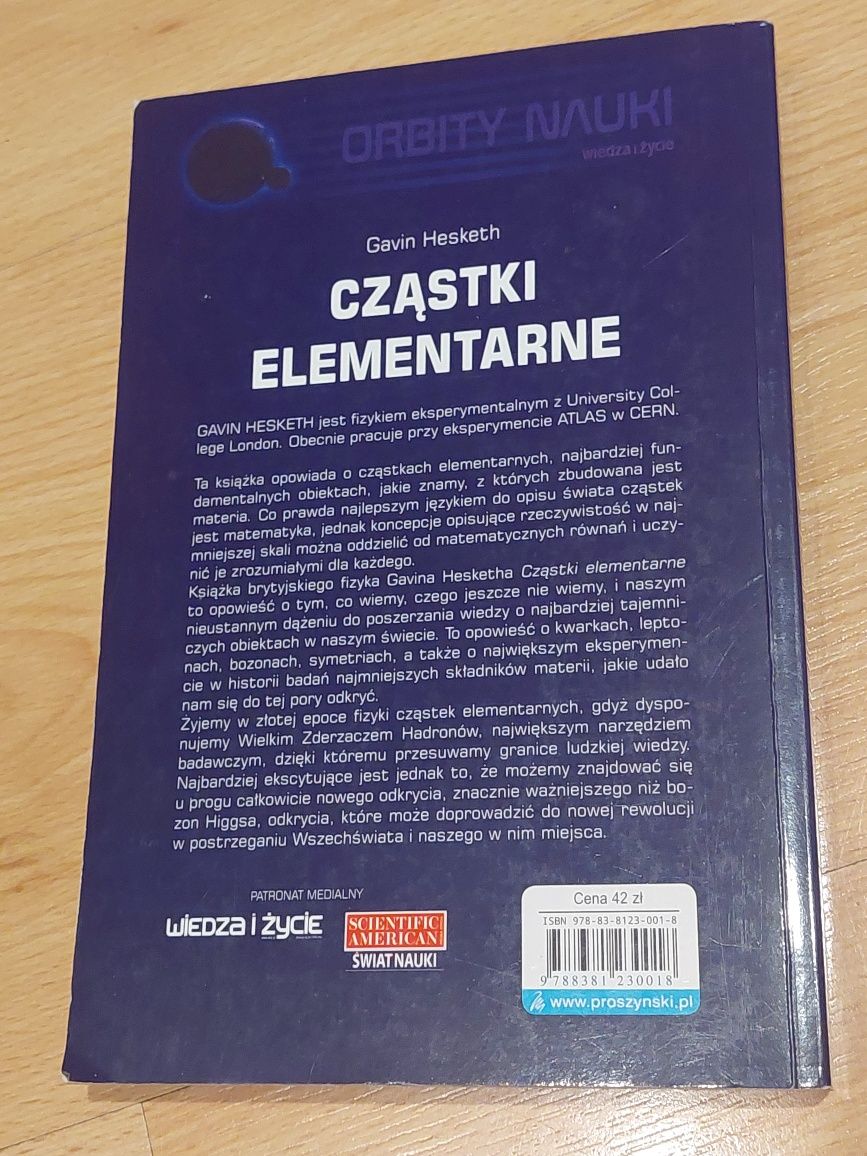 ORBITY NAUKI
wiedza i życie
Gavin Hesketh
CZĄSTKI
ELEMENTARNE
GAVIN HESKETH jest fizykiem eksperymentalnym z University Col-
lege London. Obecnie pracuje przy eksperymencie ATLAS w CERN.
Ta książka opowiada o cząstkach elementarnych, najbardziej fun-
damentalnych obiektach, jakie znamy, z których zbudowana jest
materia. Co prawda najlepszym językiem do opisu świata cząstek
jest matematyka, jednak koncepcje opisujące rzeczywistość w naj-
mniejszej skali można oddzielić od matematycznych równań i uczy-
nić je zrozumiałymi dla każdego.
Książka brytyjskiego fizyka Gavina Hesketha Cząstki elementarne
to opowieść o tym, co wiemy, czego jeszcze nie wiemy, i naszym
nieustannym dążeniu do poszerzania wiedzy o najbardziej tajemni-
czych obiektach w naszym świecie. To opowieść o kwarkach, lepto-
nach, bozonach, symetriach, a także o największym eksperymen-
cie w historii badań najmniejszych składników materii, jakie udało
nam się do tej pory odkryć.
Żyjemy w złotej epoce fizyki cząstek elementarnych, gdyż dyspo-
nujemy Wielkim Zderzaczem Hadronów, największym narzędziem
badawczym, dzięki któremu przesuwamy granice ludzkiej wiedzy.
Najbardziej ekscytujące jest jednak to, że możemy znajdować się
u progu całkowicie nowego odkrycia, znacznie ważniejszego niż bo-
zon Higgsa, odkrycia, które może doprowadzić do nowej rewolucji
w postrzeganiu Wszechświata i naszego w nim miejsca.
PATRONAT MEDIALNY
wiedza i życie
SCIENTIFIC
AMERICAN
ŚWIAT NAUKI
Cena 42 zł
ISBN 978-83-8123-001-8
9 788381 230018
www.proszynski.pl